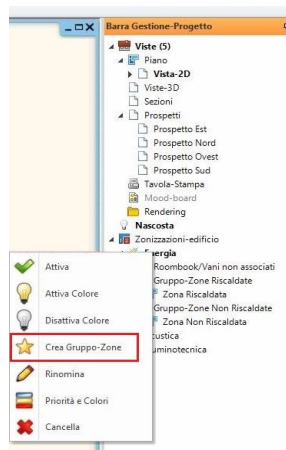 Barra Gestione-Progetto
Viste (5)
Piano
Vista-2D
Viste-3D
Sezioni
Prospetti
Prospetto Est
Prospetto Nord
Prospetto Ovest
Prospetto Sud
Tavola-Stampa
Mood-board
Rendering
Nascosta
Zonizzazioni-edificio
Energia
Roombook/Vani non associati
Gruppo-Zone Riscaldate
Zona Riscaldata
Gruppo-Zone Non Riscaldate
Zona Non Riscaldata
custica
uminotecnica
Attiva
Attiva Colore
Disattiva Colore
Crea Gruppo-Zone
Rinomina
Priorità e Colori
Cancella